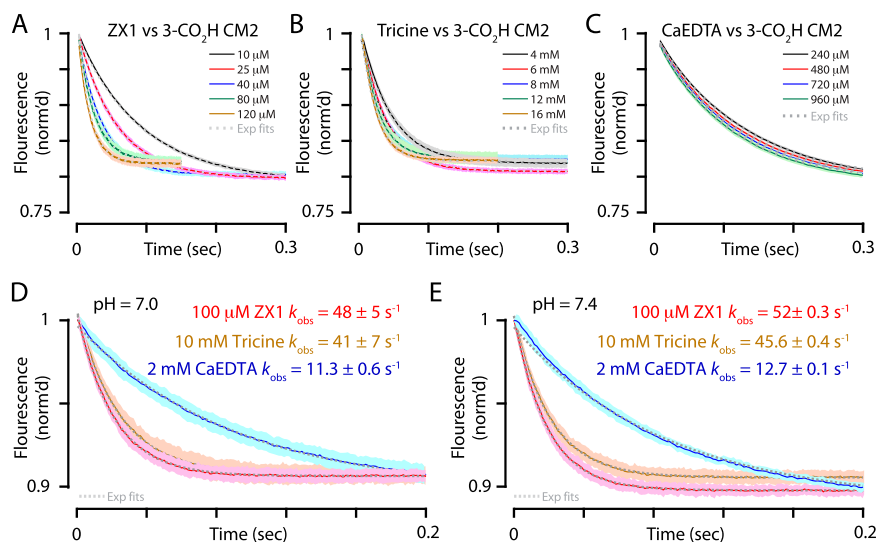 A
ZX1 vs 3-CO2H CM2
1
0.75
Flourescence
(norm'd)
10 μM
25 μM
40 μM
80 μM
120 μM
Exp fits
0
Time (sec)
0.3
B
Tricine vs 3-CO2H CM2
1
0.75
Flourescence
(norm'd)
4 mM
6 mM
8 mM
12 mM
16 mM
Exp fits
0
Time (sec)
0.3
C
CaEDTA vs 3-CO2H CM2
1
0.75
Flourescence
(norm'd)
240 μM
480 μM
720 μM
960 μM
Exp fits
0
Time (sec)
0.3
D
pH = 7.0
100 μM ZX1 kobs = 48 ± 5 s-1
10 mM Tricine kobs = 41 ± 7 s-1
2 mM CaEDTA kobs = 11.3 ± 0.6 s-1
1
0.9
Flourescence
(norm'd)
Exp fits
0
Time (sec)
0.2
E
pH = 7.4
100 μM ZX1 kobs = 52± 0.3 s-1
10 mM Tricine kobs = 45.6 ± 0.4 s-1
2 mM CaEDTA kobs = 12.7 ± 0.1 s-1
1
0.9
Flourescence
(norm'd)
Exp fits
0
Time (sec)
0.2